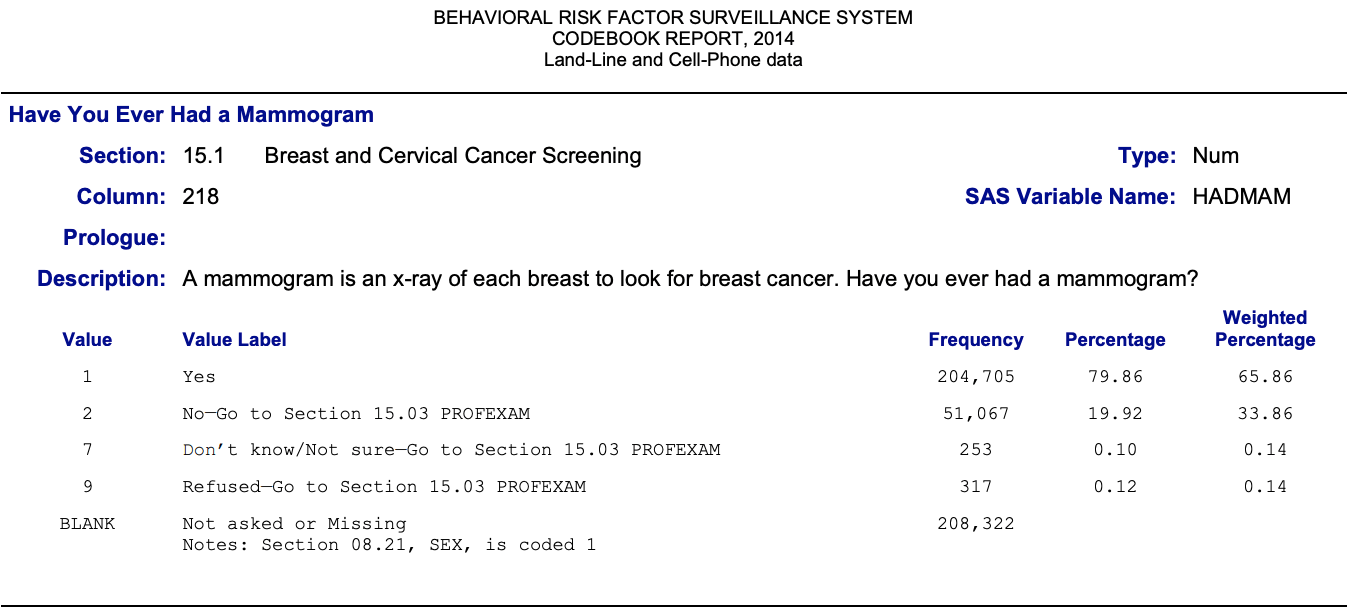 BEHAVIORAL RISK FACTOR SURVEILLANCE SYSTEM
CODEBOOK REPORT, 2014
Land-Line and Cell-Phone data
Have You Ever Had a Mammogram
Section: 15.1 Breast and Cervical Cancer Screening Type: Num
Column: 218 SAS Variable Name: HADMAM
Prologue:
Description: A mammogram is an x-ray of each breast to look for breast cancer. Have you ever had a mammogram?
Value Value Label Frequency Percentage Weighted Percentage
1 Yes 204,705 79.86 65.86
2 No—Go to Section 15.03 PROFEXAM 51,067 19.92 33.86
7 Don’t know/Not sure—Go to Section 15.03 PROFEXAM 253 0.10 0.14
9 Refused—Go to Section 15.03 PROFEXAM 317 0.12 0.14
BLANK Not asked or Missing 208,322
Notes: Section 08.21, SEX, is coded 1